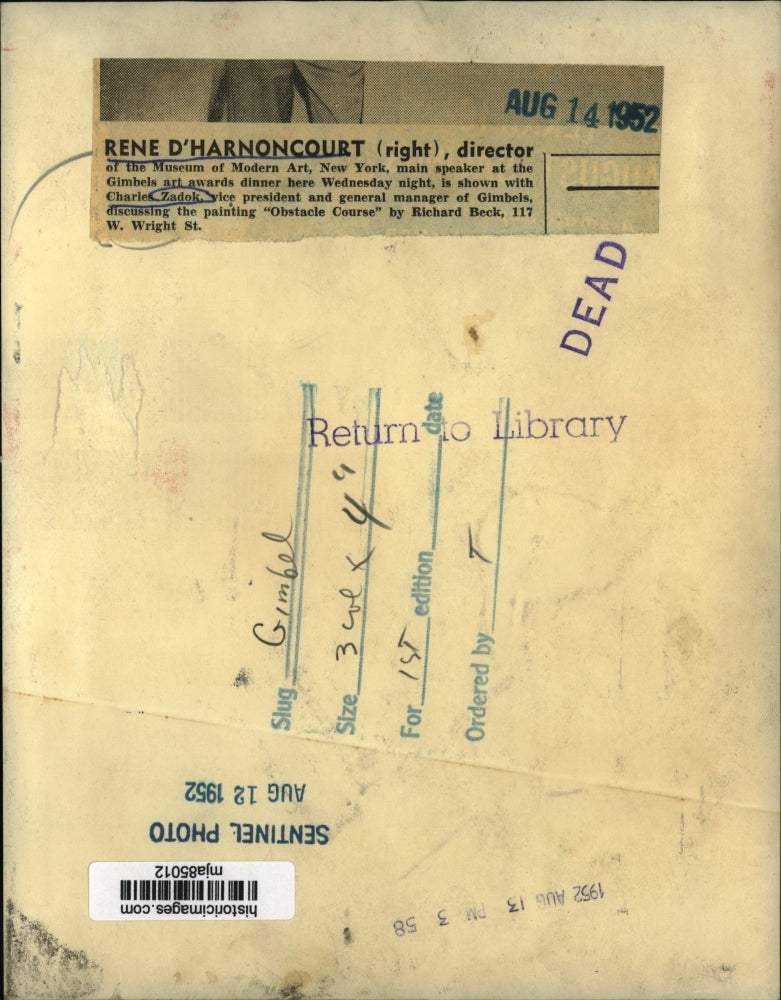 AUG 14 1952
RENE D'HARNONCOURT (right), director
of the Museum of Modern Art, New York, main speaker at the
Gimbels art awards dinner here Wednesday night, is shown with
Charles Zadok, vice president and general manager of Gimbels,
discussing the painting "Obstacle Course" by Richard Beck, 117
W. Wright St.
DEAD
Return to Library
Slug Gimbel
Size 3 col x 4"
For 1ST edition date
Ordered by T
SENTINEL PHOTO
AUG 12 1952
historicimages.com
mja85012
1952 AUG 13 PM 3 58